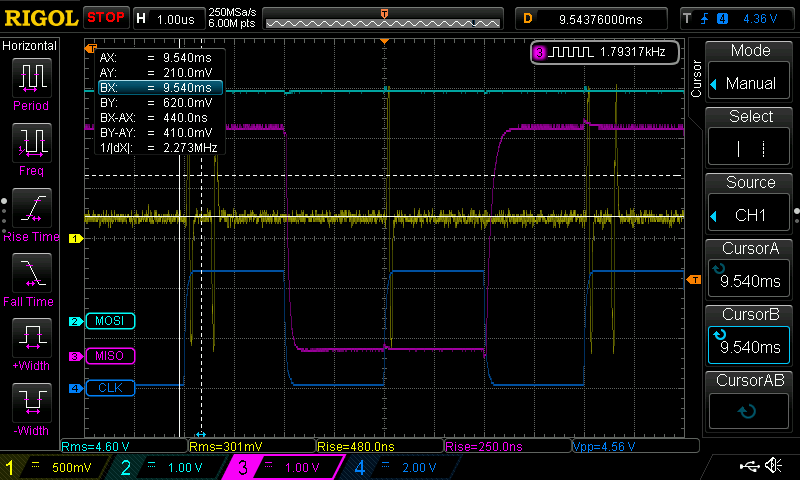 RIGOL STOP H 1.00us 250MSa/s 6.00M pts T D 9.54376000ms T 4 4.36 V
Horizontal
Period
Freq
Rise Time
Fall Time
+Width
-Width
T
AX: = 9.540ms
AY: = 210.0mV
BX: = 9.540ms
BY: = 620.0mV
BX-AX: = 440.0ns
BY-AY: = 410.0mV
1/|dX|: = 2.273MHz
3 1.79317kHz
1
2 MOSI
3 MISO
4 CLK
T
Rms=4.60 V Rms=301mV Rise=480.0ns Rise=250.0ns Vpp=4.56 V
1 = 500mV 2 = 1.00 V 3 = 1.00 V 4 = 2.00 V
Cursor
Mode
Manual
Select
Source
CH1
CursorA
9.540ms
CursorB
9.540ms
CursorAB